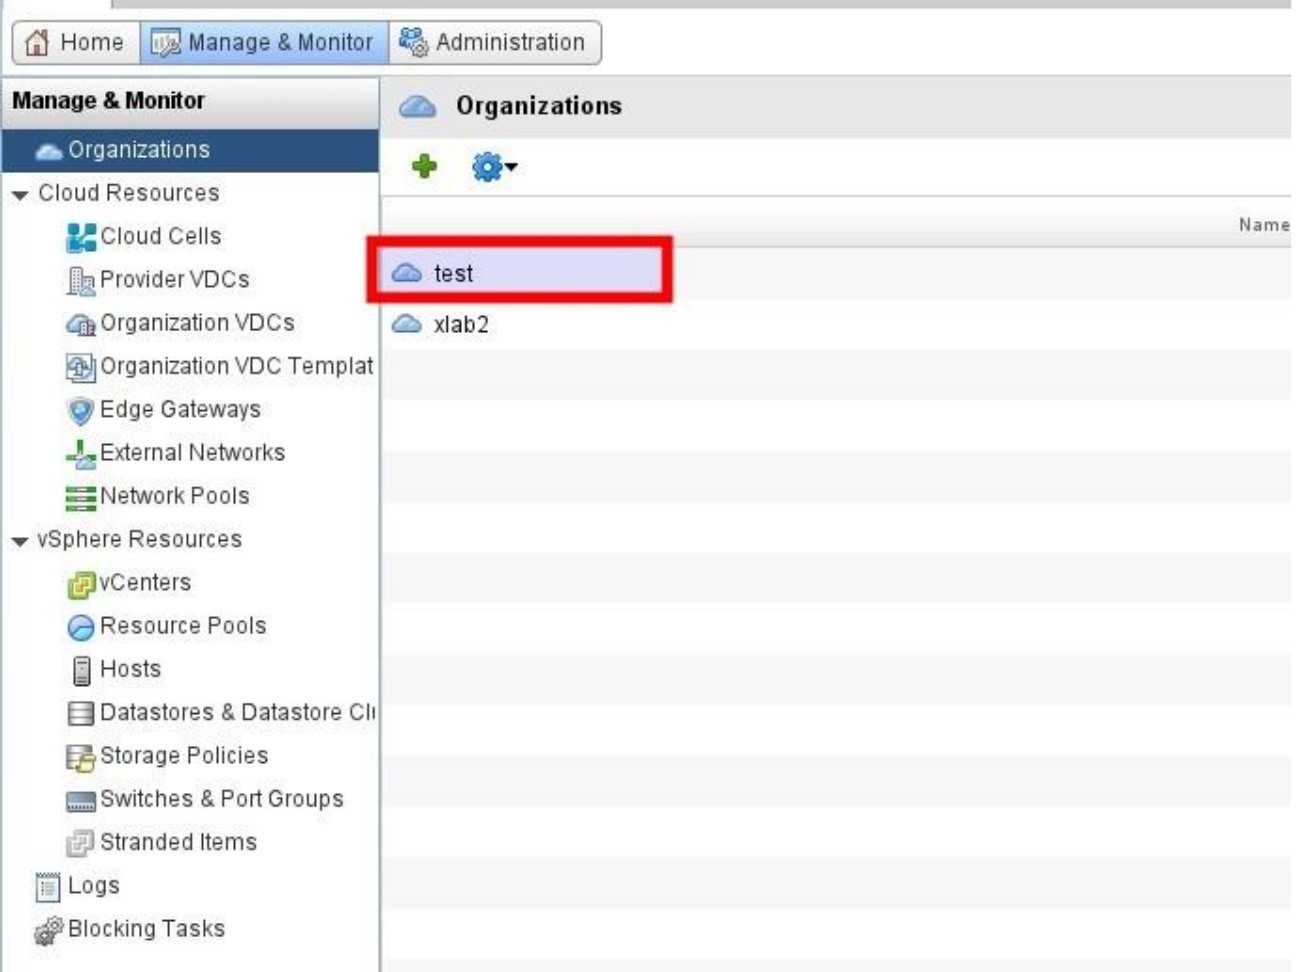 Home
Manage & Monitor
Administration
Manage & Monitor
Organizations
Cloud Resources
Cloud Cells
Provider VDCs
Organization VDCs
Organization VDC Templat
Edge Gateways
External Networks
Network Pools
vSphere Resources
vCenters
Resource Pools
Hosts
Datastores & Datastore Clu
Storage Policies
Switches & Port Groups
Stranded Items
Logs
Blocking Tasks
Organizations
Name
test
xlab2